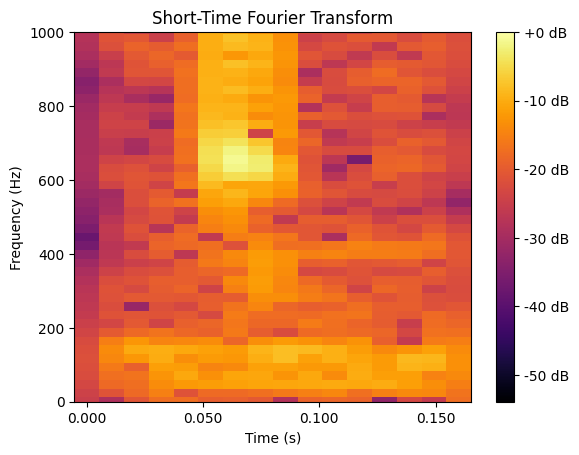 Short-Time Fourier Transform
1000
800
600
400
200
0
Frequency (Hz)
0.000
0.050
0.100
0.150
Time (s)
+0 dB
-10 dB
-20 dB
-30 dB
-40 dB
-50 dB